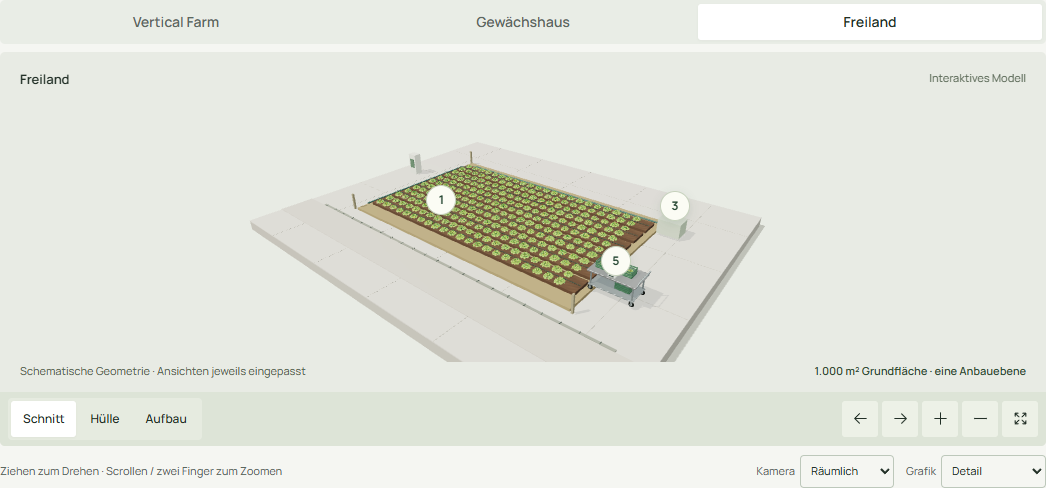 Vertical Farm
Gewächshaus
Freiland
Freiland
Interaktives Modell
1
3
5
Schematische Geometrie · Ansichten jeweils eingepasst
1.000 m² Grundfläche · eine Anbauebene
Schnitt
Hülle
Aufbau
Ziehen zum Drehen · Scrollen / zwei Finger zum Zoomen
Kamera
Räumlich
Grafik
Detail